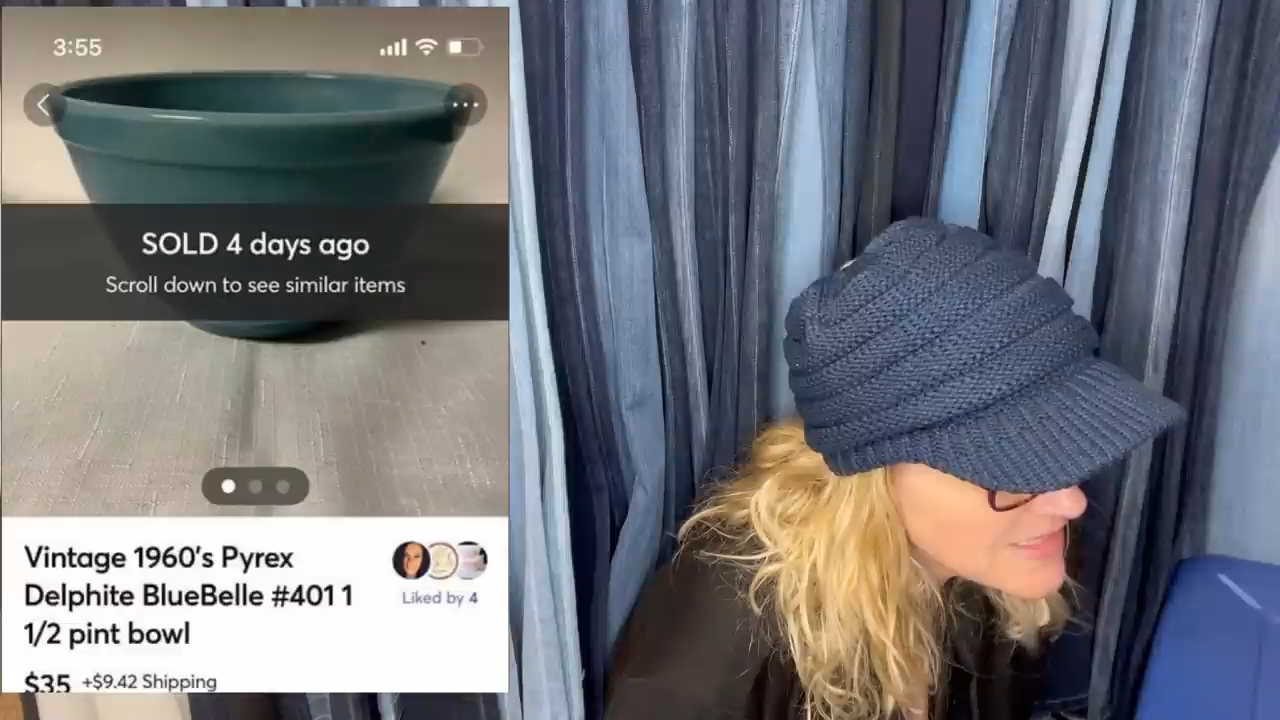 3:55
SOLD 4 days ago
Scroll down to see similar items
Vintage 1960's Pyrex
Delphite BlueBelle #401 1
1/2 pint bowl
Liked by 4
$35 +$9.42 Shipping